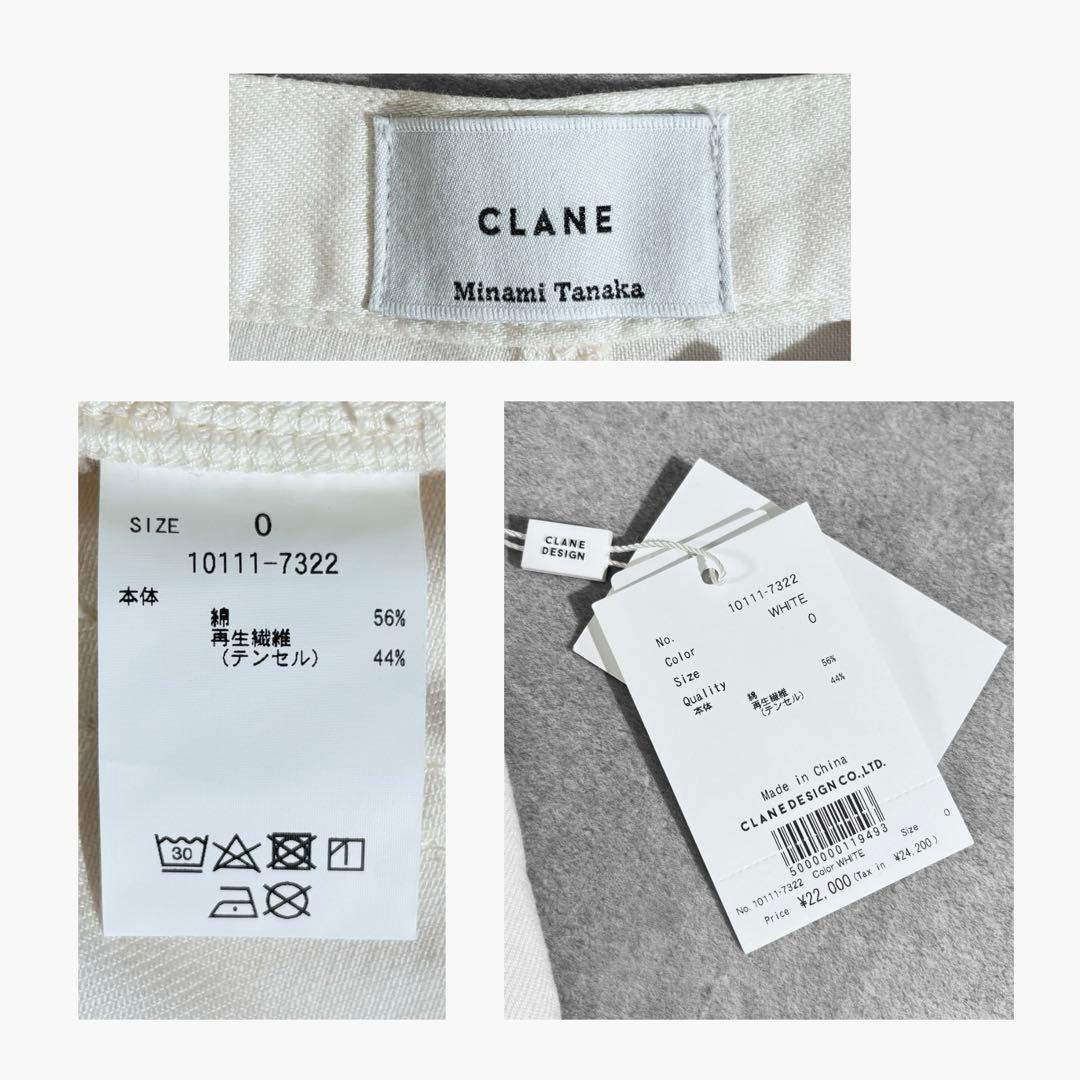 CLANE
Minami Tanaka
SIZE 0
10111-7322
本体
綿 56%
再生繊維
(テンセル) 44%
30
CLANE
DESIGN
No. 10111-7322
Color WHITE
Size 0
Quality
本体 綿 56%
再生繊維 44%
(テンセル)
Made in China
CLANE DESIGN CO.,LTD.
5000000119493
No.10111-7322 Color WHITE Size 0
Price ¥22,000(Tax in ¥24,200)